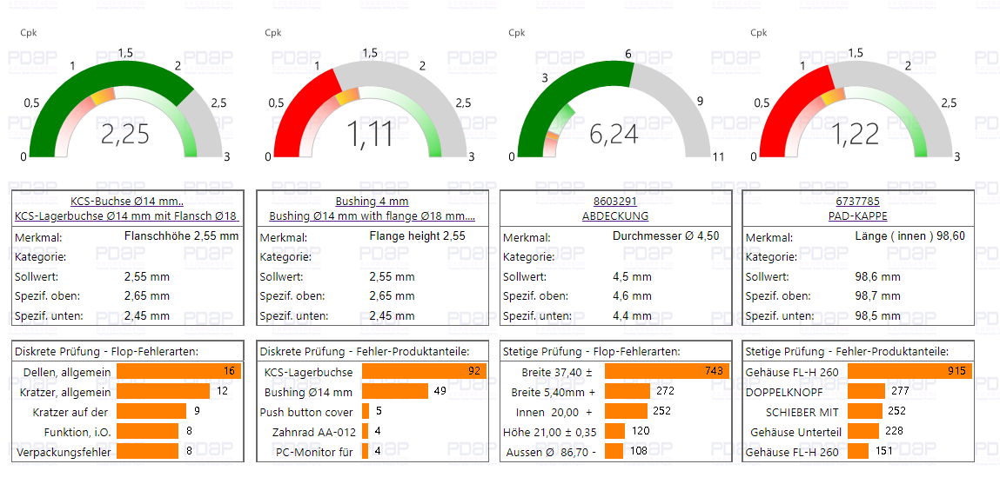 Cpk
0
0,5
1
1,5
2
2,5
3
2,25
Cpk
0
0,5
1
1,5
2
2,5
3
1,11
Cpk
0
3
6
9
11
6,24
Cpk
0
0,5
1
1,5
2
2,5
3
1,22
KCS-Buchse Ø14 mm..
KCS-Lagerbuchse Ø14 mm mit Flansch Ø18
Merkmal: Flanschhöhe 2,55 mm
Kategorie:
Sollwert: 2,55 mm
Spezif. oben: 2,65 mm
Spezif. unten: 2,45 mm
Bushing 4 mm
Bushing Ø14 mm with flange Ø18 mm....
Merkmal: Flange height 2,55
Kategorie:
Sollwert: 2,55 mm
Spezif. oben: 2,65 mm
Spezif. unten: 2,45 mm
8603291
ABDECKUNG
Merkmal: Durchmesser Ø 4,50
Kategorie:
Sollwert: 4,5 mm
Spezif. oben: 4,6 mm
Spezif. unten: 4,4 mm
6737785
PAD-KAPPE
Merkmal: Länge ( innen ) 98,60
Kategorie:
Sollwert: 98,6 mm
Spezif. oben: 98,7 mm
Spezif. unten: 98,5 mm
Diskrete Prüfung - Flop-Fehlerarten:
Dellen, allgemein 16
Kratzer, allgemein 12
Kratzer auf der 9
Funktion, i.O. 8
Verpackungsfehler 8
Diskrete Prüfung - Fehler-Produktanteile:
KCS-Lagerbuchse 92
Bushing Ø14 mm 49
Push button cover 5
Zahnrad AA-012 4
PC-Monitor für 4
Stetige Prüfung - Flop-Fehlerarten:
Breite 37,40 ± 743
Breite 5,40mm + 272
Innen 20,00 + 252
Höhe 21,00 ± 0,35 120
Aussen Ø 86,70 - 108
Stetige Prüfung - Fehler-Produktanteile:
Gehäuse FL-H 260 915
DOPPELKNOPF 277
SCHIEBER MIT 252
Gehäuse Unterteil 228
Gehäuse FL-H 260 151
PDAP